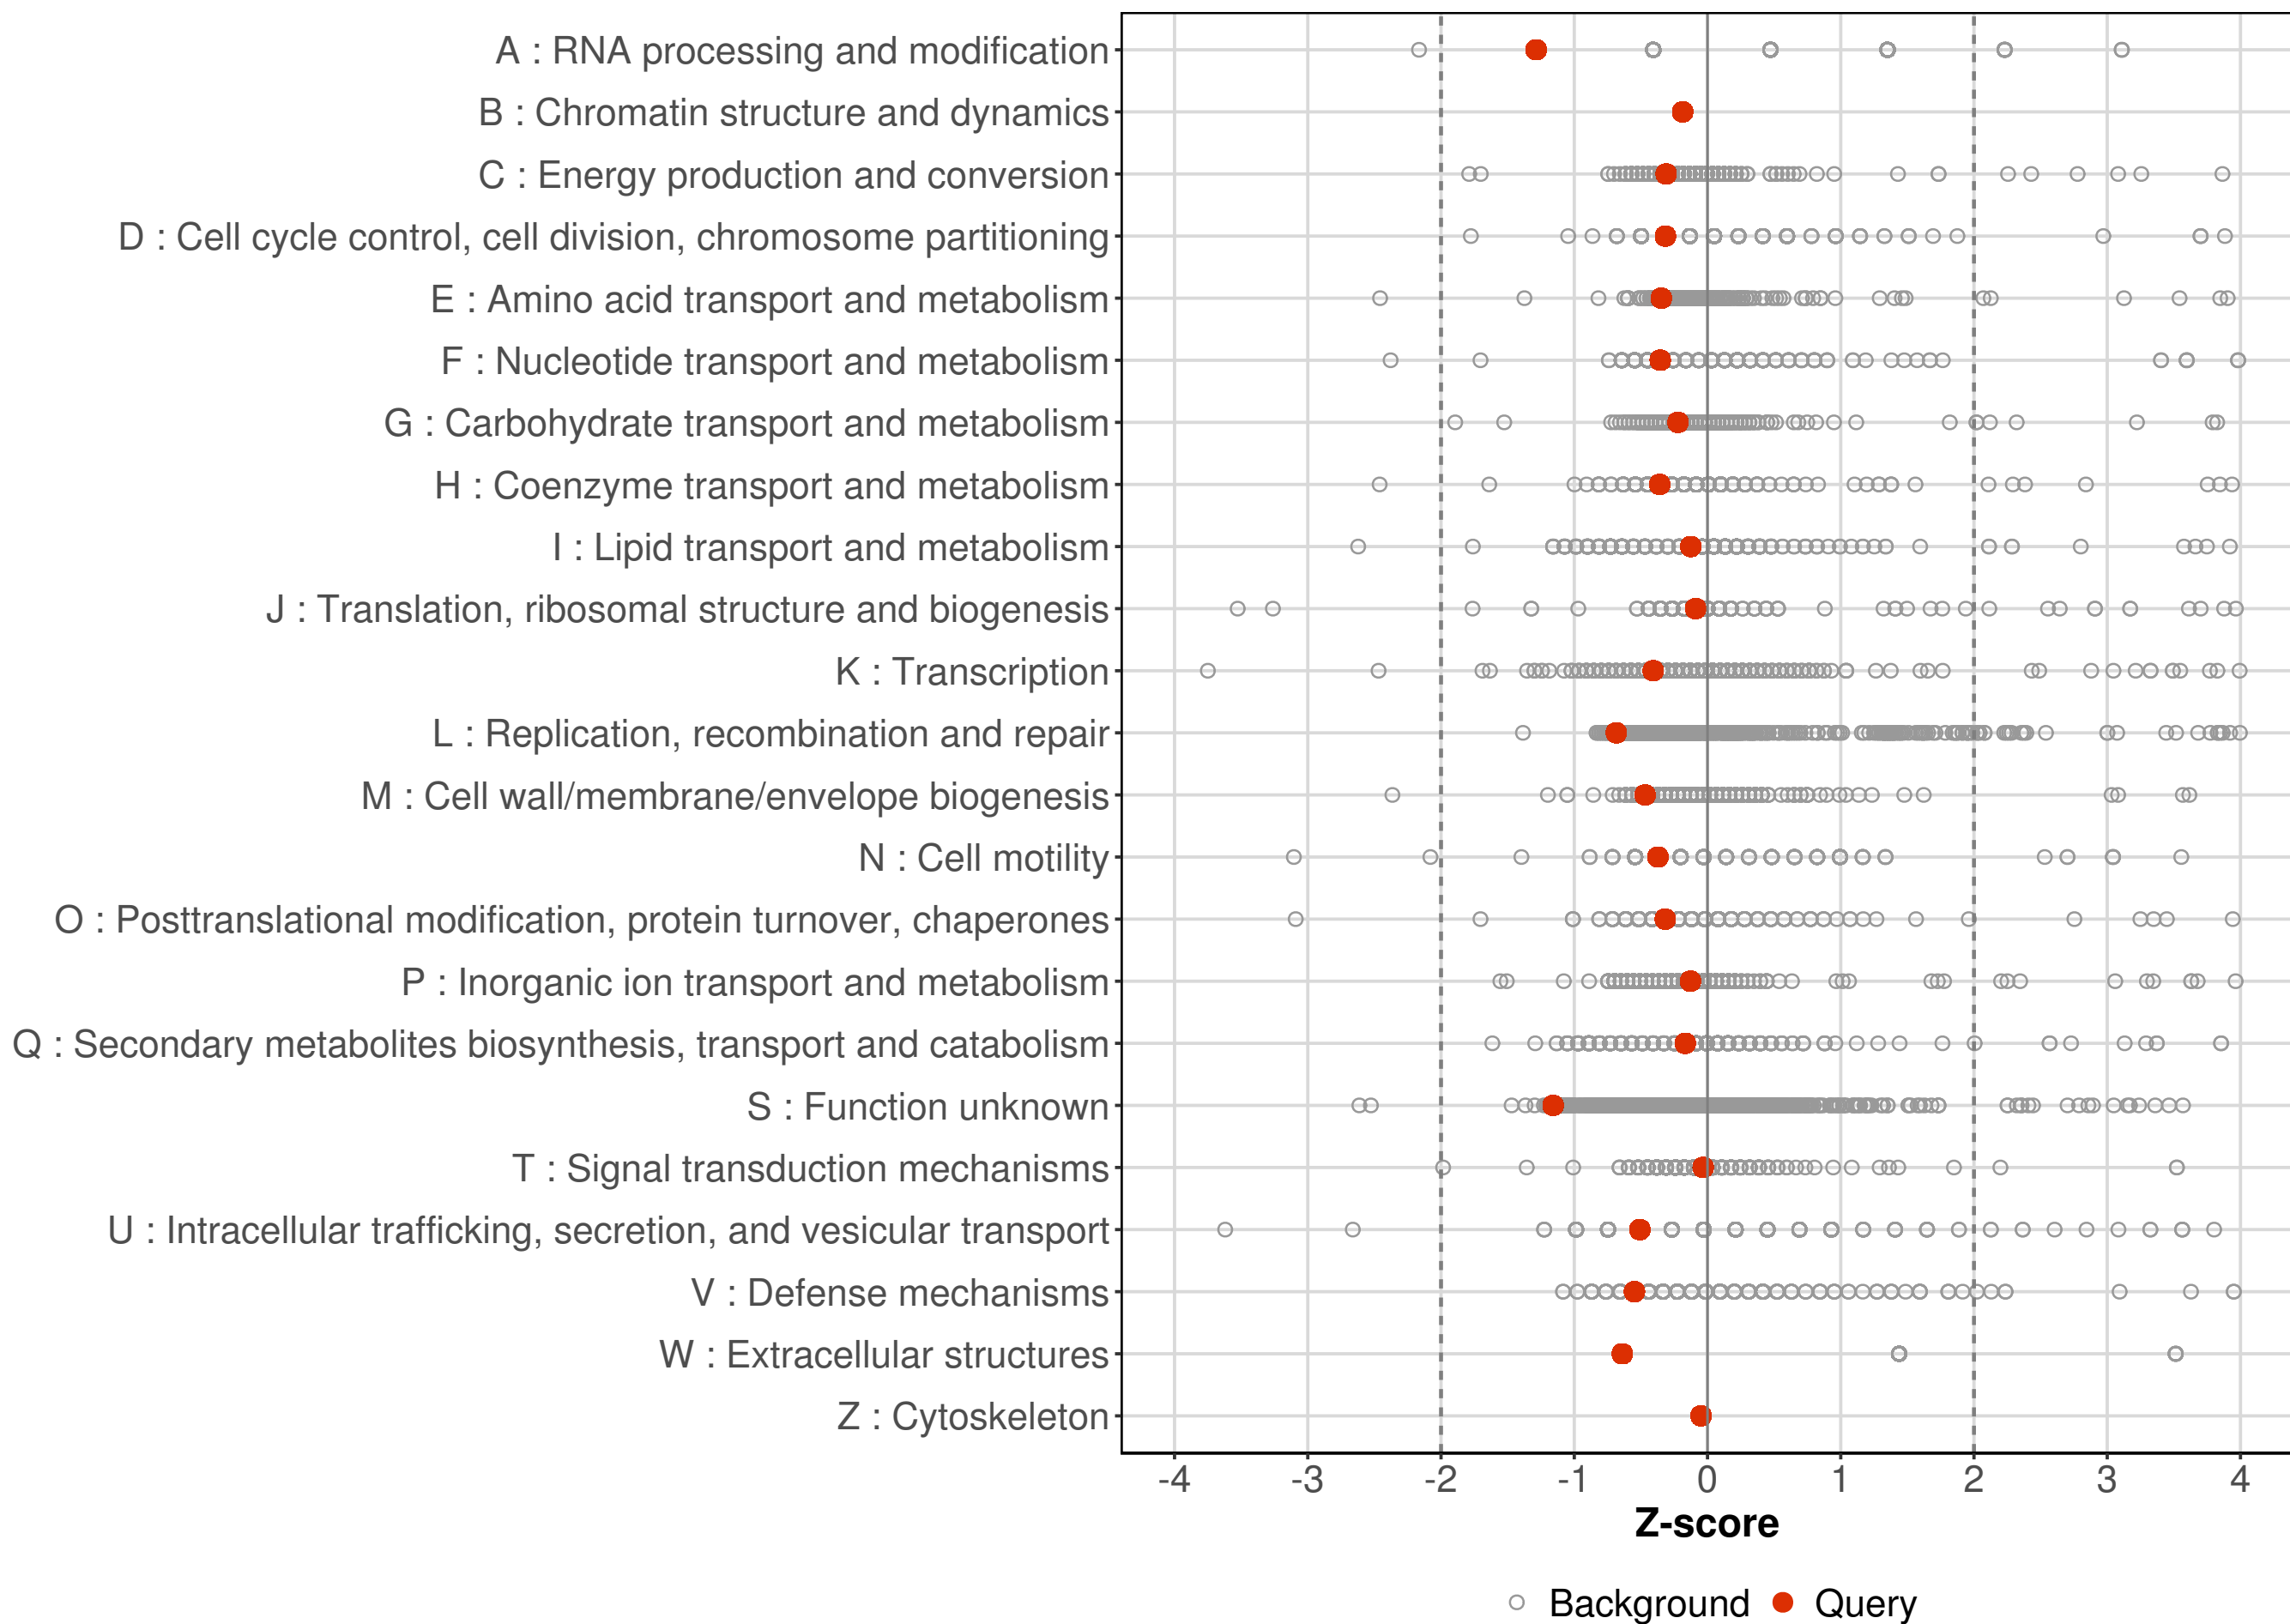 A : RNA processing and modification
B : Chromatin structure and dynamics
C : Energy production and conversion
D : Cell cycle control, cell division, chromosome partitioning
E : Amino acid transport and metabolism
F : Nucleotide transport and metabolism
G : Carbohydrate transport and metabolism
H : Coenzyme transport and metabolism
I : Lipid transport and metabolism
J : Translation, ribosomal structure and biogenesis
K : Transcription
L : Replication, recombination and repair
M : Cell wall/membrane/envelope biogenesis
N : Cell motility
O : Posttranslational modification, protein turnover, chaperones
P : Inorganic ion transport and metabolism
Q : Secondary metabolites biosynthesis, transport and catabolism
S : Function unknown
T : Signal transduction mechanisms
U : Intracellular trafficking, secretion, and vesicular transport
V : Defense mechanisms
W : Extracellular structures
Z : Cytoskeleton
-4 -3 -2 -1 0 1 2 3 4
Z-score
Background Query